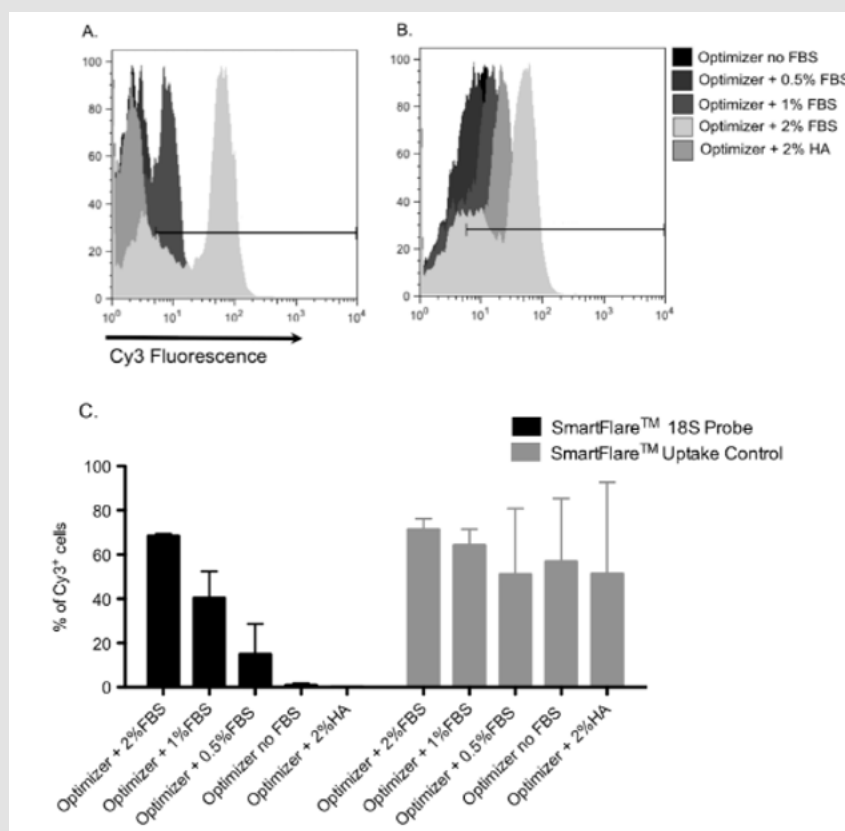 A.
100
80
60
40
20
0
10⁰ 10¹ 10² 10³ 10⁴
Cy3 Fluorescence
B.
100
80
60
40
20
0
10⁰ 10¹ 10² 10³ 10⁴
Optimizer no FBS
Optimizer + 0.5% FBS
Optimizer + 1% FBS
Optimizer + 2% FBS
Optimizer + 2% HA
C.
SmartFlare™ 18S Probe
SmartFlare™ Uptake Control
% of Cy3⁺ cells
100
80
60
40
20
0
Optimizer + 2%FBS
Optimizer + 1%FBS
Optimizer + 0.5%FBS
Optimizer no FBS
Optimizer + 2%HA
Optimizer + 2%FBS
Optimizer + 1%FBS
Optimizer + 0.5%FBS
Optimizer no FBS
Optimizer + 2%HA